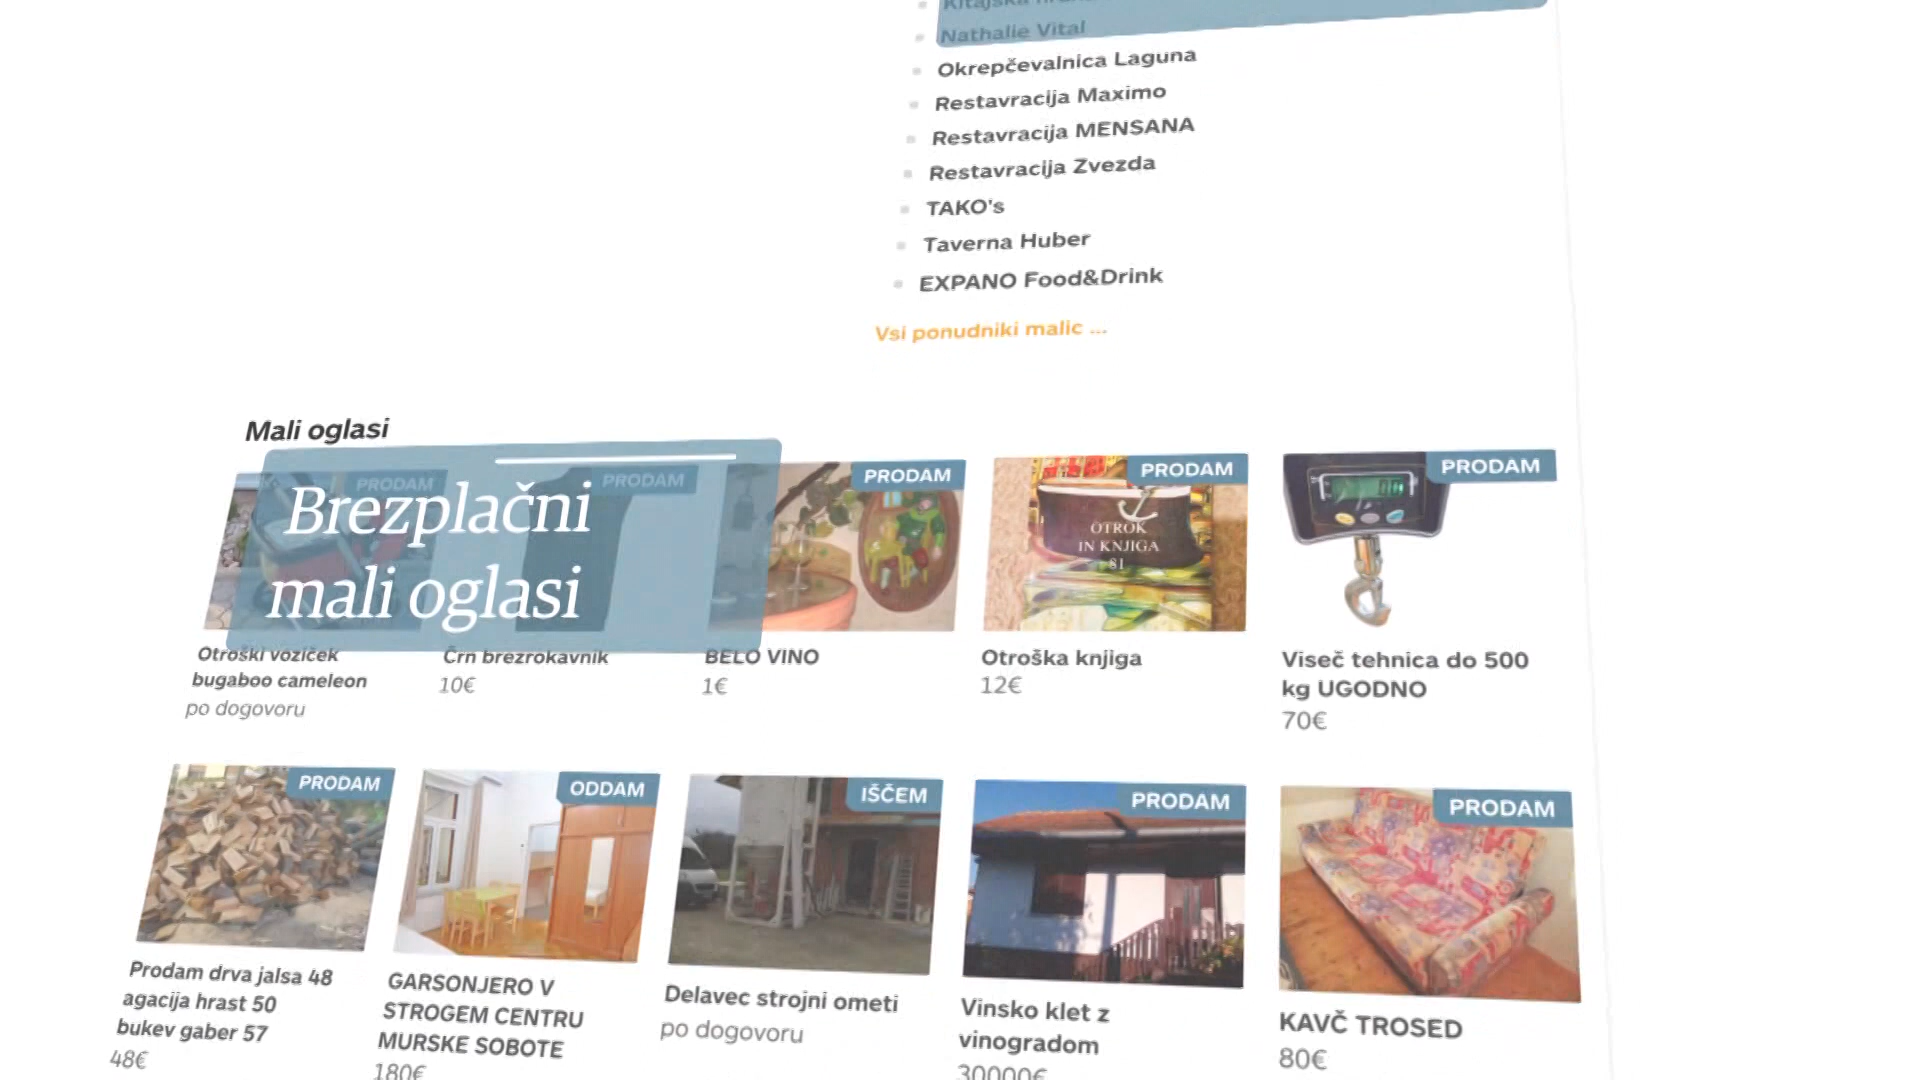 Nathalie Vital
Okrepčevalnica Laguna
Restavracija Maximo
Restavracija MENSANA
Restavracija Zvezda
TAKO's
Taverna Huber
EXPANO Food&Drink
Vsi ponudniki malic ...
Mali oglasi
Brezplačni
mali oglasi
PRODAM
PRODAM
PRODAM
PRODAM
PRODAM
OTROK
IN KNJIGA
SI
Otroški voziček
bugaboo cameleon
po dogovoru
Črn brezrokavnik
10€
BELO VINO
1€
Otroška knjiga
12€
Viseč tehnica do 500
kg UGODNO
70€
PRODAM
ODDAM
IŠČEM
PRODAM
PRODAM
Prodam drva jalsa 48
agacija hrast 50
bukev gaber 57
48€
GARSONJERO V
STROGEM CENTRU
MURSKE SOBOTE
180€
Delavec strojni ometi
po dogovoru
Vinsko klet z
vinogradom
30000€
KAVČ TROSED
80€